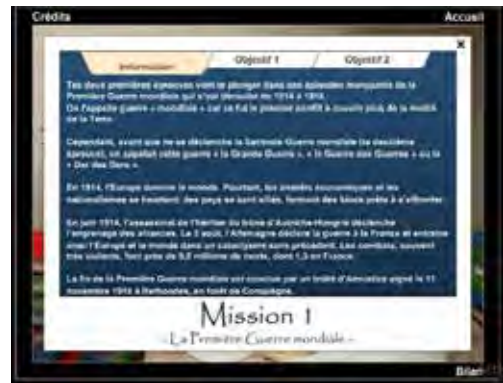 Crédits
Accueil
Information
Objectif 1
Objectif 2
Tes deux premières épreuves vont te plonger dans des épisodes marquants de la
Première Guerre mondiale qui s'est déroulée de 1914 à 1918.
On l'appelle guerre « mondiale » car ce fut le premier conflit à couvrir plus de la moitié
de la Terre.
Cependant, avant que ne se déclenche la Seconde Guerre mondiale (ta deuxième
épreuve), on appelait cette guerre « la Grande Guerre », « la Guerre des Guerres » ou la
« Der des Ders ».
En 1914, l'Europe domine le monde. Pourtant, les intérêts économiques et les
nationalismes se heurtent, des pays se sont alliés, formant des blocs prêts à s'affronter.
En juin 1914, l'assassinat de l'héritier du trône d'Autriche-Hongrie déclenche
l'engrenage des alliances. Le 3 août, l'Allemagne déclare la guerre à la France et entraîne
ainsi l'Europe et le monde dans un cataclysme sans précédent. Les combats, souvent
très violents, font près de millions de morts, dont 1,3 en France.
La fin de la Première Guerre mondiale est conclue par un traité d'Armistice signé le 11
novembre 1918 à Rethondes, en forêt de Compiègne.
Mission 1
- La Première Guerre mondiale -
Bilan